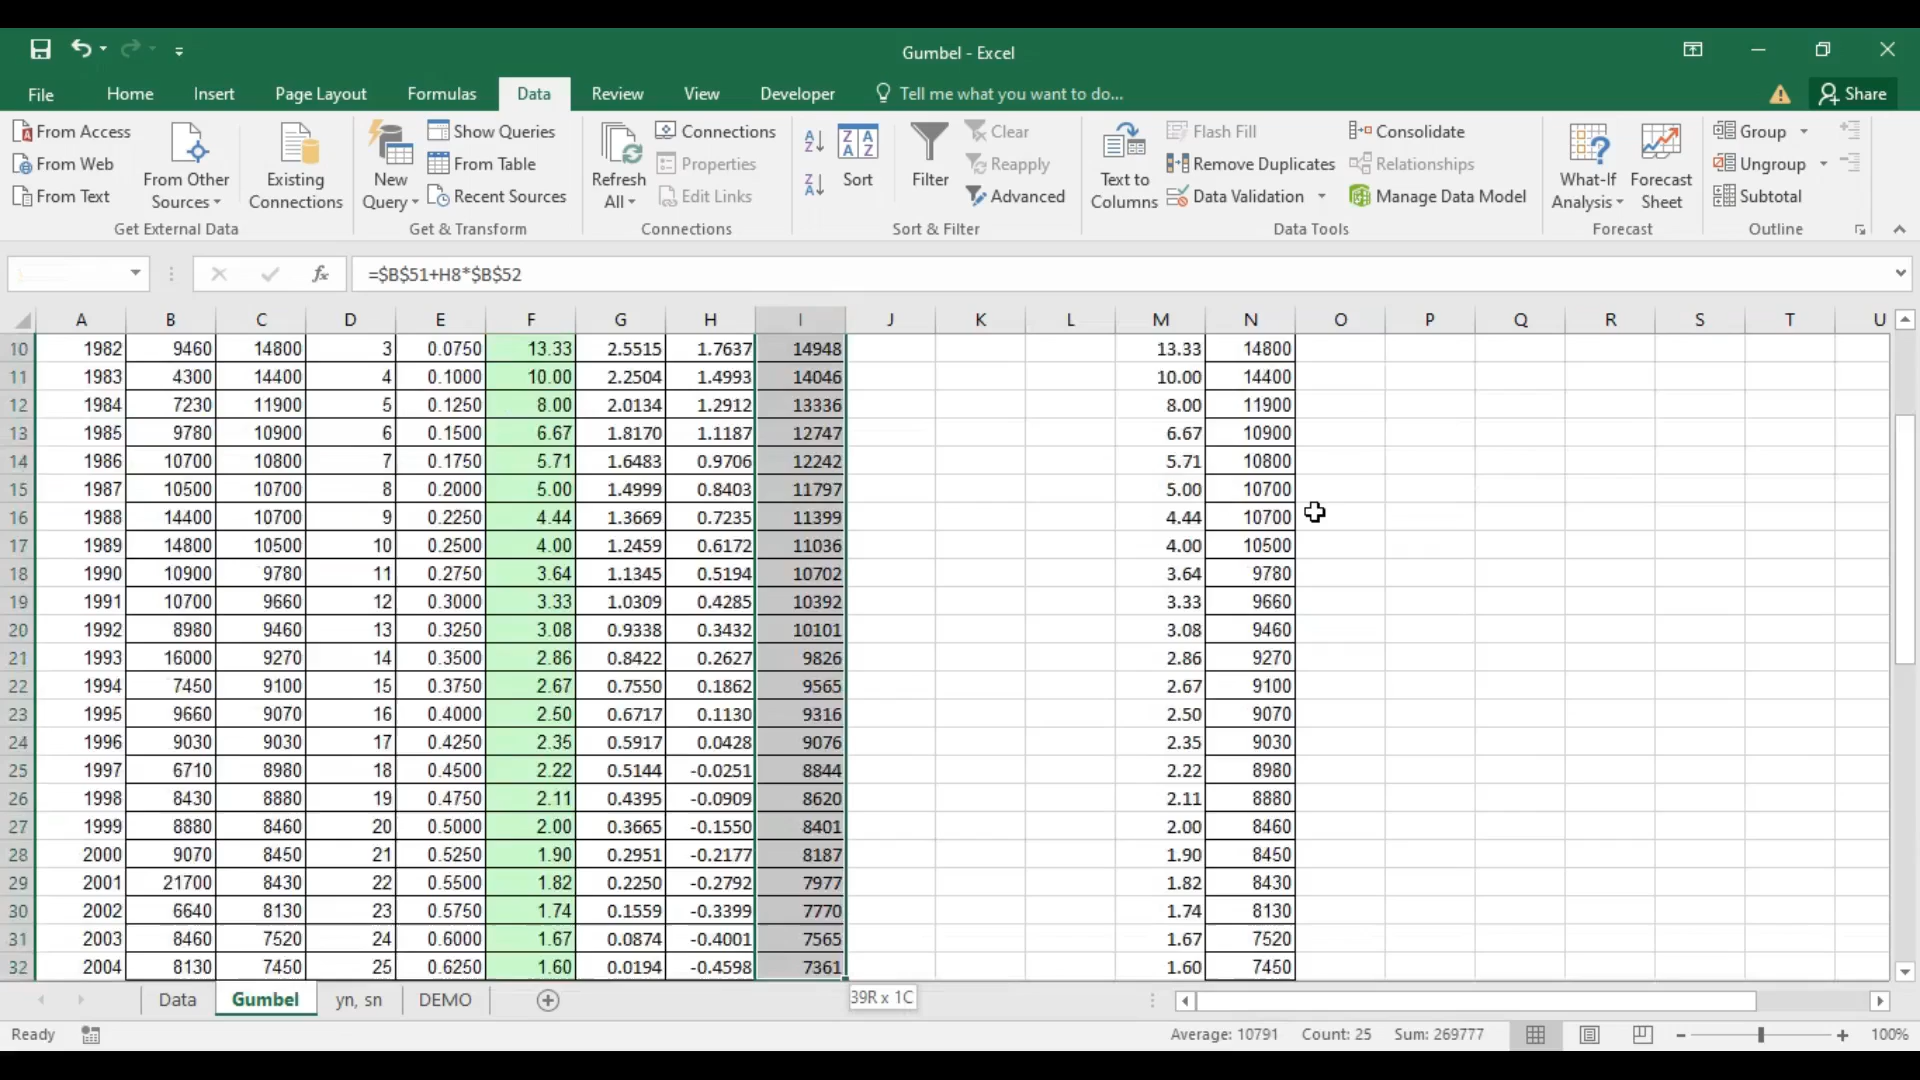 Gumbel - Excel
File Home Insert Page Layout Formulas Data Review View Developer Tell me what you want to do... Share
From Access
From Web
From Text
From Other
Sources
Existing
Connections
Get External Data
New
Query
Show Queries
From Table
Recent Sources
Get & Transform
Refresh
All
Connections
Properties
Edit Links
Connections
Sort
Filter
Clear
Reapply
Advanced
Sort & Filter
Text to
Columns
Flash Fill
Remove Duplicates
Data Validation
Consolidate
Relationships
Manage Data Model
Data Tools
What-If
Analysis
Forecast
Sheet
Forecast
Group
Ungroup
Subtotal
Outline
fx =$B$51+H8*$B$52
A B C D E F G H I J K L M N O P Q R S T U
10 1982 9460 14800 3 0.0750 13.33 2.5515 1.7637 14948 13.33 14800
11 1983 4300 14400 4 0.1000 10.00 2.2504 1.4993 14046 10.00 14400
12 1984 7230 11900 5 0.1250 8.00 2.0134 1.2912 13336 8.00 11900
13 1985 9780 10900 6 0.1500 6.67 1.8170 1.1187 12747 6.67 10900
14 1986 10700 10800 7 0.1750 5.71 1.6483 0.9706 12242 5.71 10800
15 1987 10500 10700 8 0.2000 5.00 1.4999 0.8403 11797 5.00 10700
16 1988 14400 10700 9 0.2250 4.44 1.3669 0.7235 11399 4.44 10700
17 1989 14800 10500 10 0.2500 4.00 1.2459 0.6172 11036 4.00 10500
18 1990 10900 9780 11 0.2750 3.64 1.1345 0.5194 10702 3.64 9780
19 1991 10700 9660 12 0.3000 3.33 1.0309 0.4285 10392 3.33 9660
20 1992 8980 9460 13 0.3250 3.08 0.9338 0.3432 10101 3.08 9460
21 1993 16000 9270 14 0.3500 2.86 0.8422 0.2627 9826 2.86 9270
22 1994 7450 9100 15 0.3750 2.67 0.7550 0.1862 9565 2.67 9100
23 1995 9660 9070 16 0.4000 2.50 0.6717 0.1130 9316 2.50 9070
24 1996 9030 9030 17 0.4250 2.35 0.5917 0.0428 9076 2.35 9030
25 1997 6710 8980 18 0.4500 2.22 0.5144 -0.0251 8844 2.22 8980
26 1998 8430 8880 19 0.4750 2.11 0.4395 -0.0909 8620 2.11 8880
27 1999 8880 8460 20 0.5000 2.00 0.3665 -0.1550 8401 2.00 8460
28 2000 9070 8450 21 0.5250 1.90 0.2951 -0.2177 8187 1.90 8450
29 2001 21700 8430 22 0.5500 1.82 0.2250 -0.2792 7977 1.82 8430
30 2002 6640 8130 23 0.5750 1.74 0.1559 -0.3399 7770 1.74 8130
31 2003 8460 7520 24 0.6000 1.67 0.0874 -0.4001 7565 1.67 7520
32 2004 8130 7450 25 0.6250 1.60 0.0194 -0.4598 7361 1.60 7450
Data Gumbel yn, sn DEMO 39R x 1C
Ready Average: 10791 Count: 25 Sum: 269777 100%